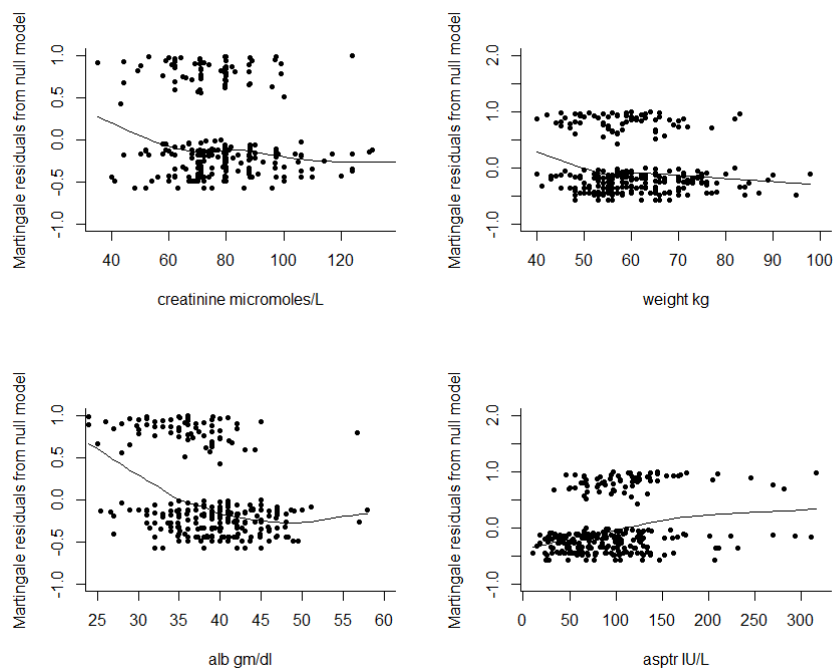 Martingale residuals from null model
1.0
0.5
0.0
-0.5
-1.0
40 60 80 100 120
creatinine micromoles/L
Martingale residuals from null model
2.0
1.0
0.0
-1.0
40 50 60 70 80 90 100
weight kg
Martingale residuals from null model
1.0
0.5
0.0
-0.5
-1.0
25 30 35 40 45 50 55 60
alb gm/dl
Martingale residuals from null model
2.0
1.0
0.0
-1.0
0 50 100 150 200 250 300
asptr IU/L